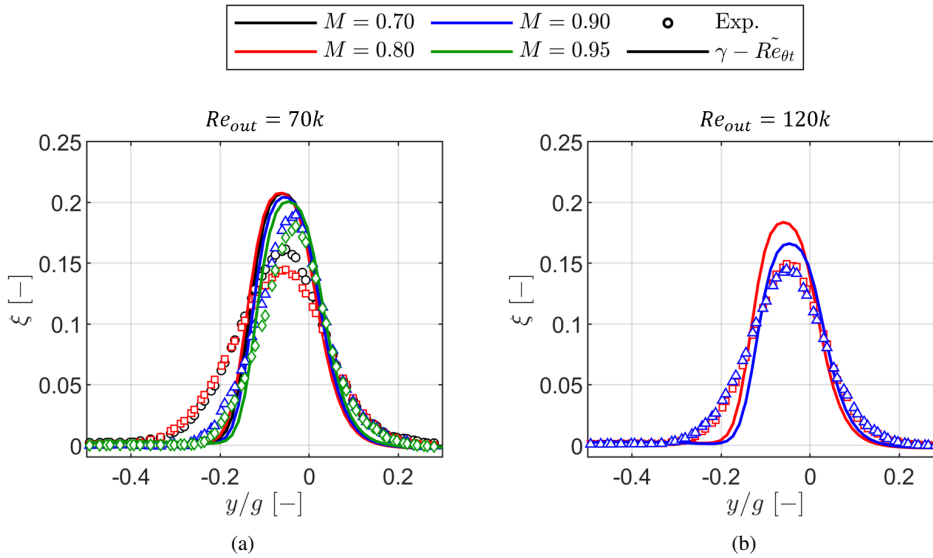 M = 0.70 M = 0.90 Exp.
M = 0.80 M = 0.95 γ − R̃e_θt
Re_out = 70k Re_out = 120k
0.25 0.25
0.2 0.2
0.15 0.15
ξ [−] ξ [−]
0.1 0.1
0.05 0.05
0 0
-0.4 -0.2 0 0.2 -0.4 -0.2 0 0.2
y/g [−] y/g [−]
(a) (b)